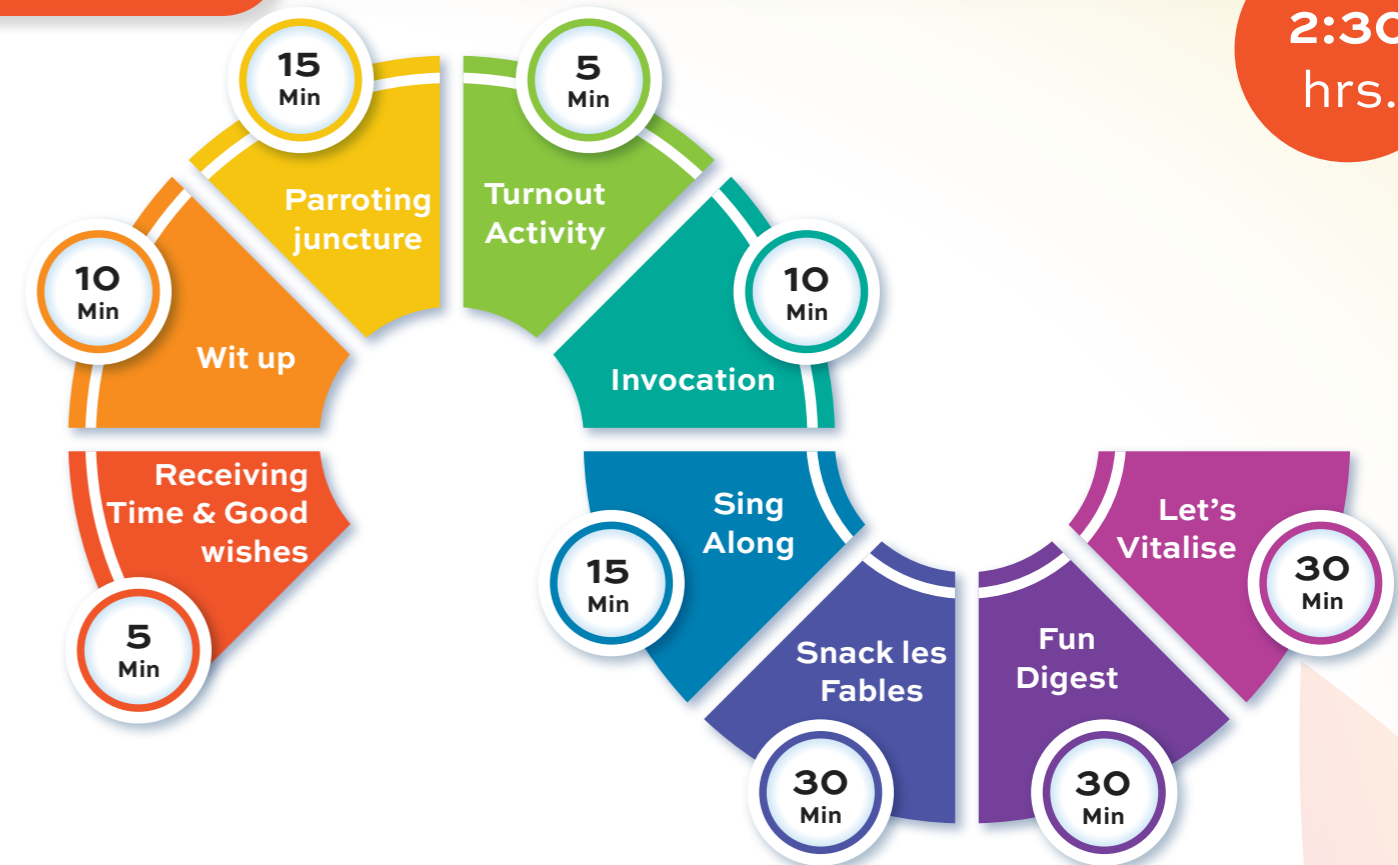 2:30
hrs.
5
Min
Receiving
Time & Good
wishes
10
Min
Wit up
15
Min
Parroting
juncture
5
Min
Turnout
Activity
10
Min
Invocation
15
Min
Sing
Along
30
Min
Snack les
Fables
30
Min
Fun
Digest
30
Min
Let's
Vitalise